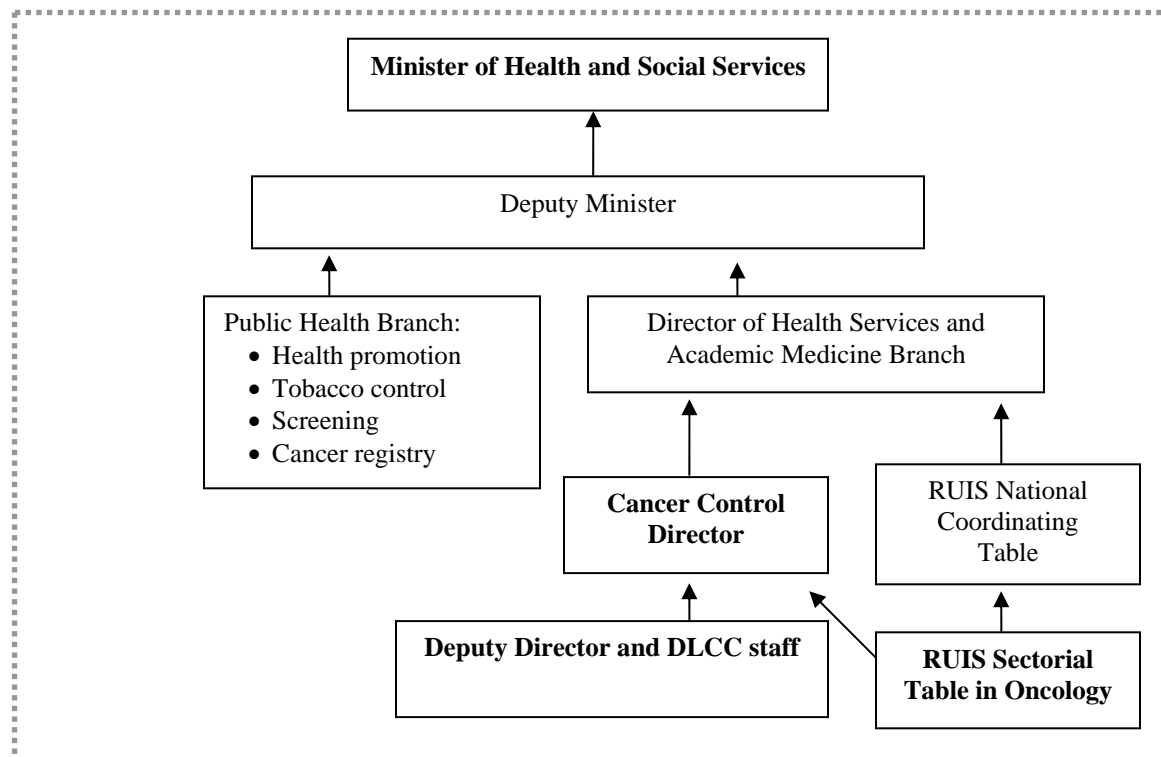 Minister of Health and Social Services
Deputy Minister
Public Health Branch:
• Health promotion
• Tobacco control
• Screening
• Cancer registry
Director of Health Services and
Academic Medicine Branch
Cancer Control
Director
RUIS National
Coordinating
Table
Deputy Director and DLCC staff
RUIS Sectorial
Table in Oncology